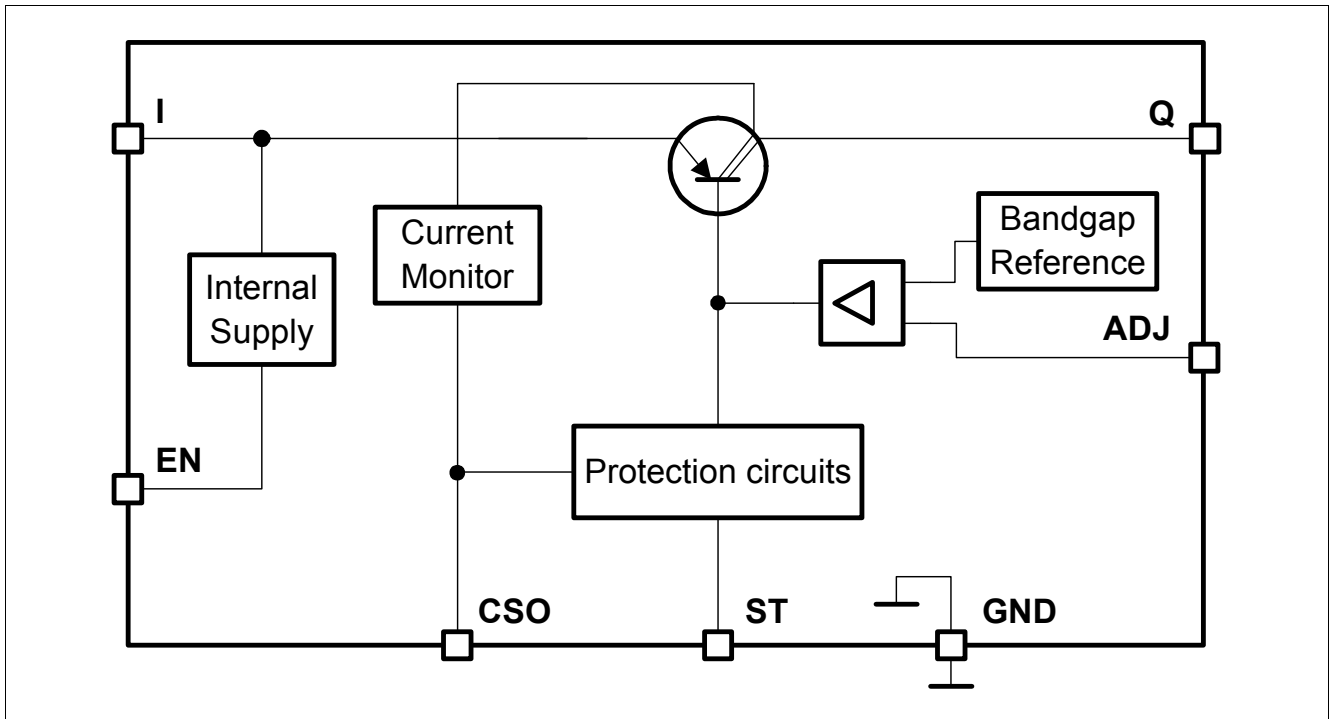 I
Q
Current
Monitor
Bandgap
Reference
Internal
Supply
ADJ
EN
Protection circuits
CSO
ST
GND